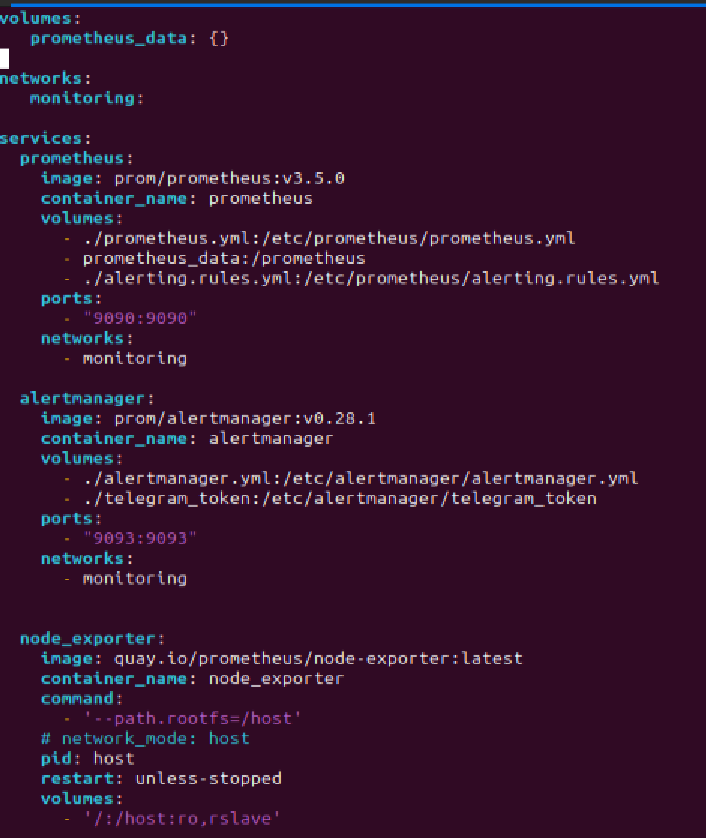 volumes:
   prometheus_data: {}

networks:
   monitoring:

services:
  prometheus:
    image: prom/prometheus:v3.5.0
    container_name: prometheus
    volumes:
      - ./prometheus.yml:/etc/prometheus/prometheus.yml
      - prometheus_data:/prometheus
      - ./alerting.rules.yml:/etc/prometheus/alerting.rules.yml
    ports:
      - "9090:9090"
    networks:
      - monitoring

  alertmanager:
    image: prom/alertmanager:v0.28.1
    container_name: alertmanager
    volumes:
      - ./alertmanager.yml:/etc/alertmanager/alertmanager.yml
      - ./telegram_token:/etc/alertmanager/telegram_token
    ports:
      - "9093:9093"
    networks:
      - monitoring


  node_exporter:
    image: quay.io/prometheus/node-exporter:latest
    container_name: node_exporter
    command:
      - '--path.rootfs=/host'
    # network_mode: host
    pid: host
    restart: unless-stopped
    volumes:
      - '/:/host:ro,rslave'